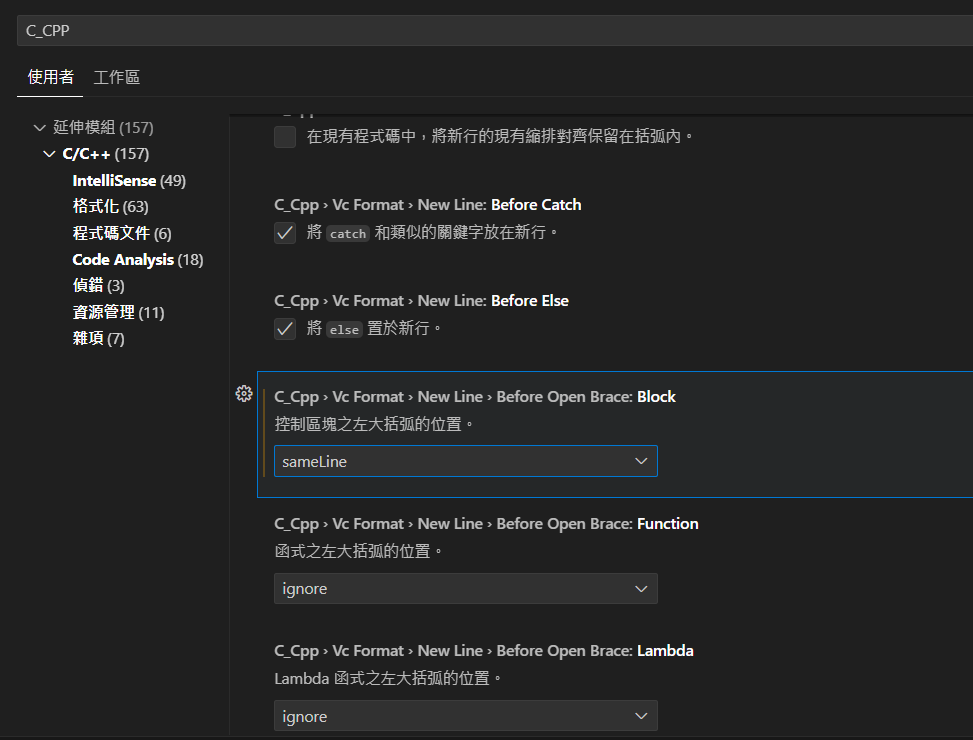 C_CPP
使用者 工作區
延伸模組 (157)
C/C++ (157)
IntelliSense (49)
格式化 (63)
程式碼文件 (6)
Code Analysis (18)
偵錯 (3)
資源管理 (11)
雜項 (7)
在現有程式碼中，將新行的現有縮排對齊保留在括弧內。
C_Cpp › Vc Format › New Line: Before Catch
將 catch 和類似的關鍵字放在新行。
C_Cpp › Vc Format › New Line: Before Else
將 else 置於新行。
C_Cpp › Vc Format › New Line › Before Open Brace: Block
控制區塊之左大括弧的位置。
sameLine
C_Cpp › Vc Format › New Line › Before Open Brace: Function
函式之左大括弧的位置。
ignore
C_Cpp › Vc Format › New Line › Before Open Brace: Lambda
Lambda 函式之左大括弧的位置。
ignore